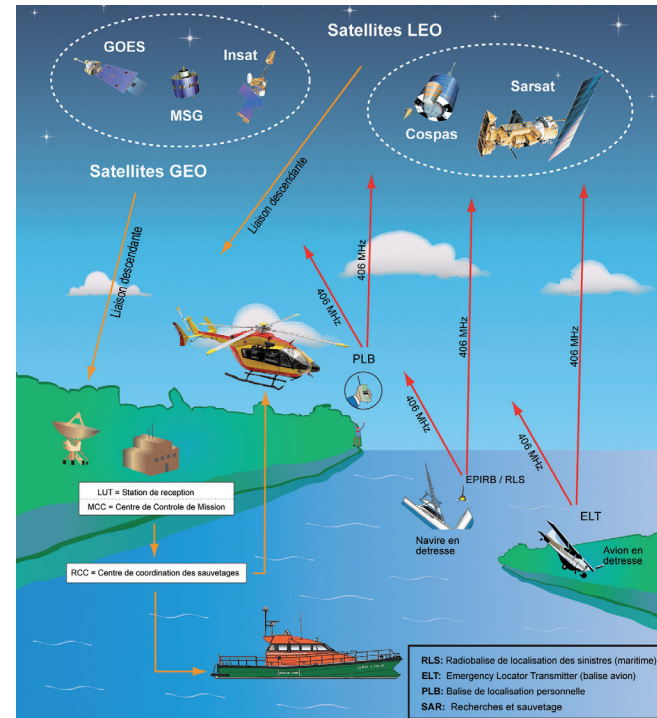 Satellites LEO
GOES
MSG
Insat
Cospas
Sarsat
Satellites GEO
Liaison descendante
Liaison descendante
406 MHz
406 MHz
406 MHz
406 MHz
406 MHz
406 MHz
PLB
EPIRB / RLS
Navire en
detresse
ELT
Avion en
detresse
LUT = Station de reception
MCC = Centre de Controle de Mission
RCC = Centre de coordination des sauvetages
RLS: Radiobalise de localisation des sinistres (maritime)
ELT: Emergency Locator Transmitter (balise avion)
PLB: Balise de localisation personnelle
SAR: Recherches et sauvetage